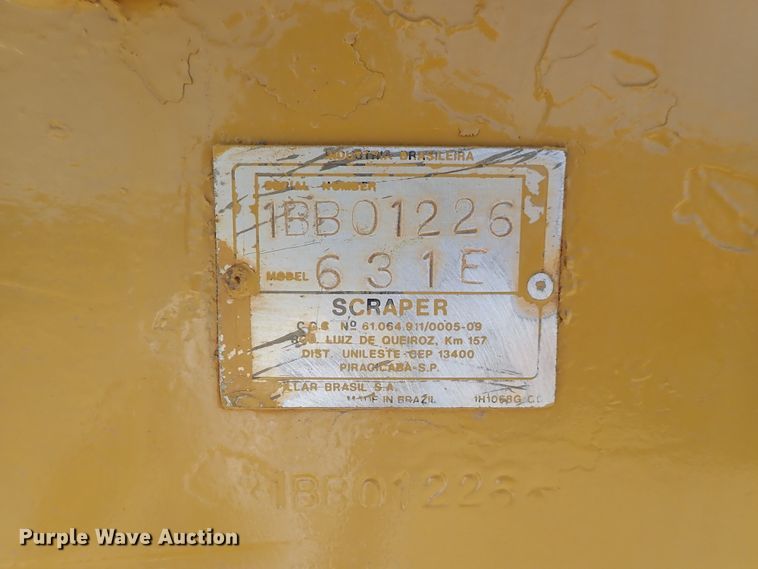 INDUSTRIA BRASILEIRA
SERIAL NUMBER
1BB01226
MODEL 631E
SCRAPER
C.G.C Nº 61.064.911/0005-09
LUIZ DE QUEIROZ, Km 157
DIST. UNILESTE CEP 13400
PIRACICABA-S.P.
LLAR BRASIL S.A.
MADE IN BRAZIL
1BB01226
Purple Wave Auction